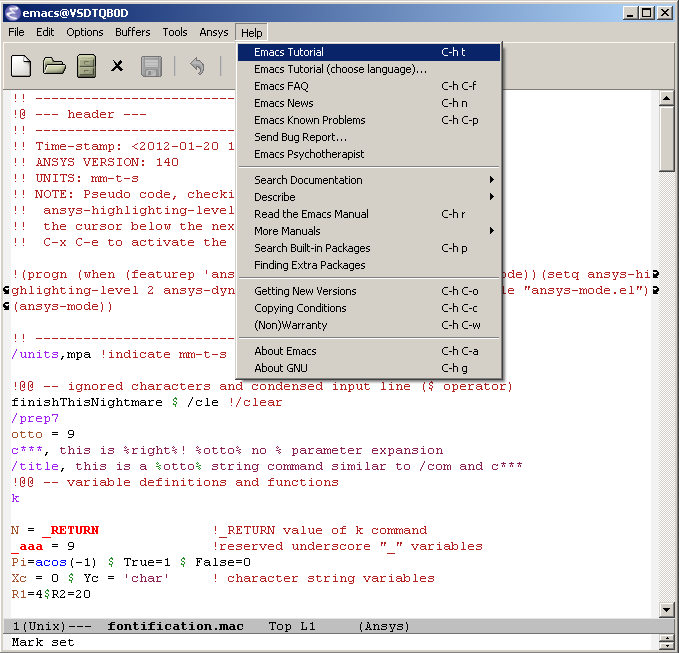 emacs@VSDTQB0D
File Edit Options Buffers Tools Ansys Help
Emacs Tutorial C-h t
Emacs Tutorial (choose language)...
Emacs FAQ C-h C-f
Emacs News C-h n
Emacs Known Problems C-h C-p
Send Bug Report...
Emacs Psychotherapist
Search Documentation
Describe
Read the Emacs Manual C-h r
More Manuals
Search Built-in Packages C-h p
Finding Extra Packages
Getting New Versions C-h C-o
Copying Conditions C-h C-c
(Non)Warranty C-h C-w
About Emacs C-h C-a
About GNU C-h g
!! -------------------------
!@ --- header ---
!! -------------------------
!! Time-stamp: <2012-01-20 1
!! ANSYS VERSION: 140
!! UNITS: mm-t-s
!! NOTE: Pseudo code, checki
!!  ansys-highlighting-level
!!  the cursor below the nex
!!  C-x C-e to activate the
!(progn (when (featurep 'ans ode))(setq ansys-hi
ghlighting-level 2 ansys-dyn le "ansys-mode.el")
(ansys-mode))
!! -------------------------
/units,mpa !indicate mm-t-s
!@@ -- ignored characters and condensed input line ($ operator)
finishThisNightmare $ /cle !/clear
/prep7
otto = 9
c***, this is %right%! %otto% no % parameter expansion
/title, this is a %otto% string command similar to /com and c***
!@@ -- variable definitions and functions
k
N = _RETURN !_RETURN value of k command
_aaa = 9 !reserved underscore "_" variables
Pi=acos(-1) $ True=1 $ False=0
Xc = 0 $ Yc = 'char' ! character string variables
R1=4$R2=20
1(Unix)--- fontification.mac Top L1 (Ansys)
Mark set